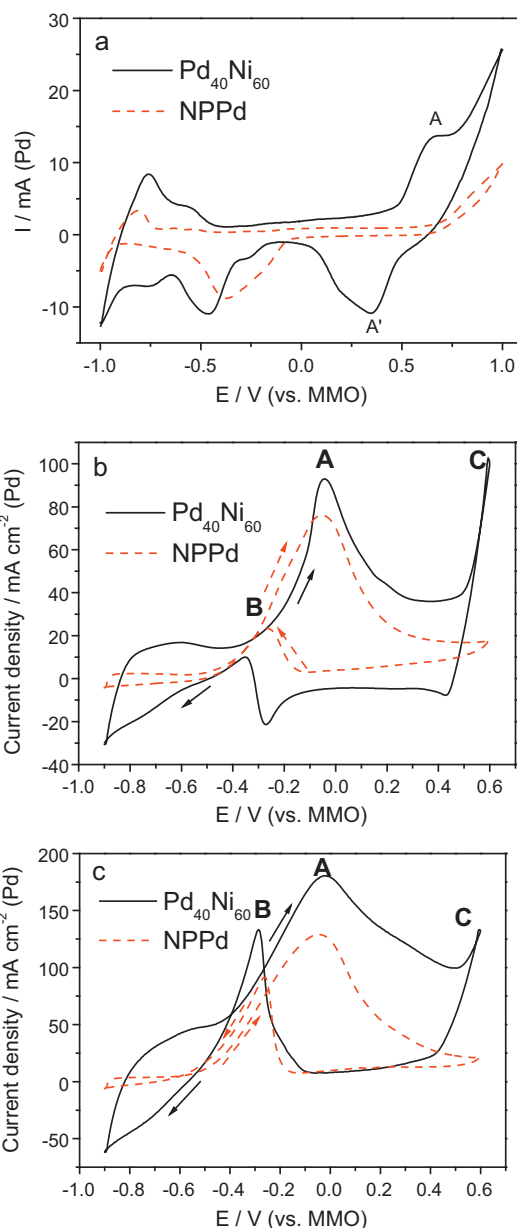 a
Pd40Ni60
NPPd
A
A'
I / mA (Pd)
30
20
10
0
-10
-1.0 -0.5 0.0 0.5 1.0
E / V (vs. MMO)
b
A
C
Pd40Ni60
NPPd
B
Current density / mA cm-2 (Pd)
100
80
60
40
20
0
-20
-40
-1.0 -0.8 -0.6 -0.4 -0.2 0.0 0.2 0.4 0.6
E / V (vs. MMO)
c
A
Pd40Ni60
B
C
NPPd
Current density / mA cm-2 (Pd)
200
150
100
50
0
-50
-1.0 -0.8 -0.6 -0.4 -0.2 0.0 0.2 0.4 0.6
E / V (vs. MMO)